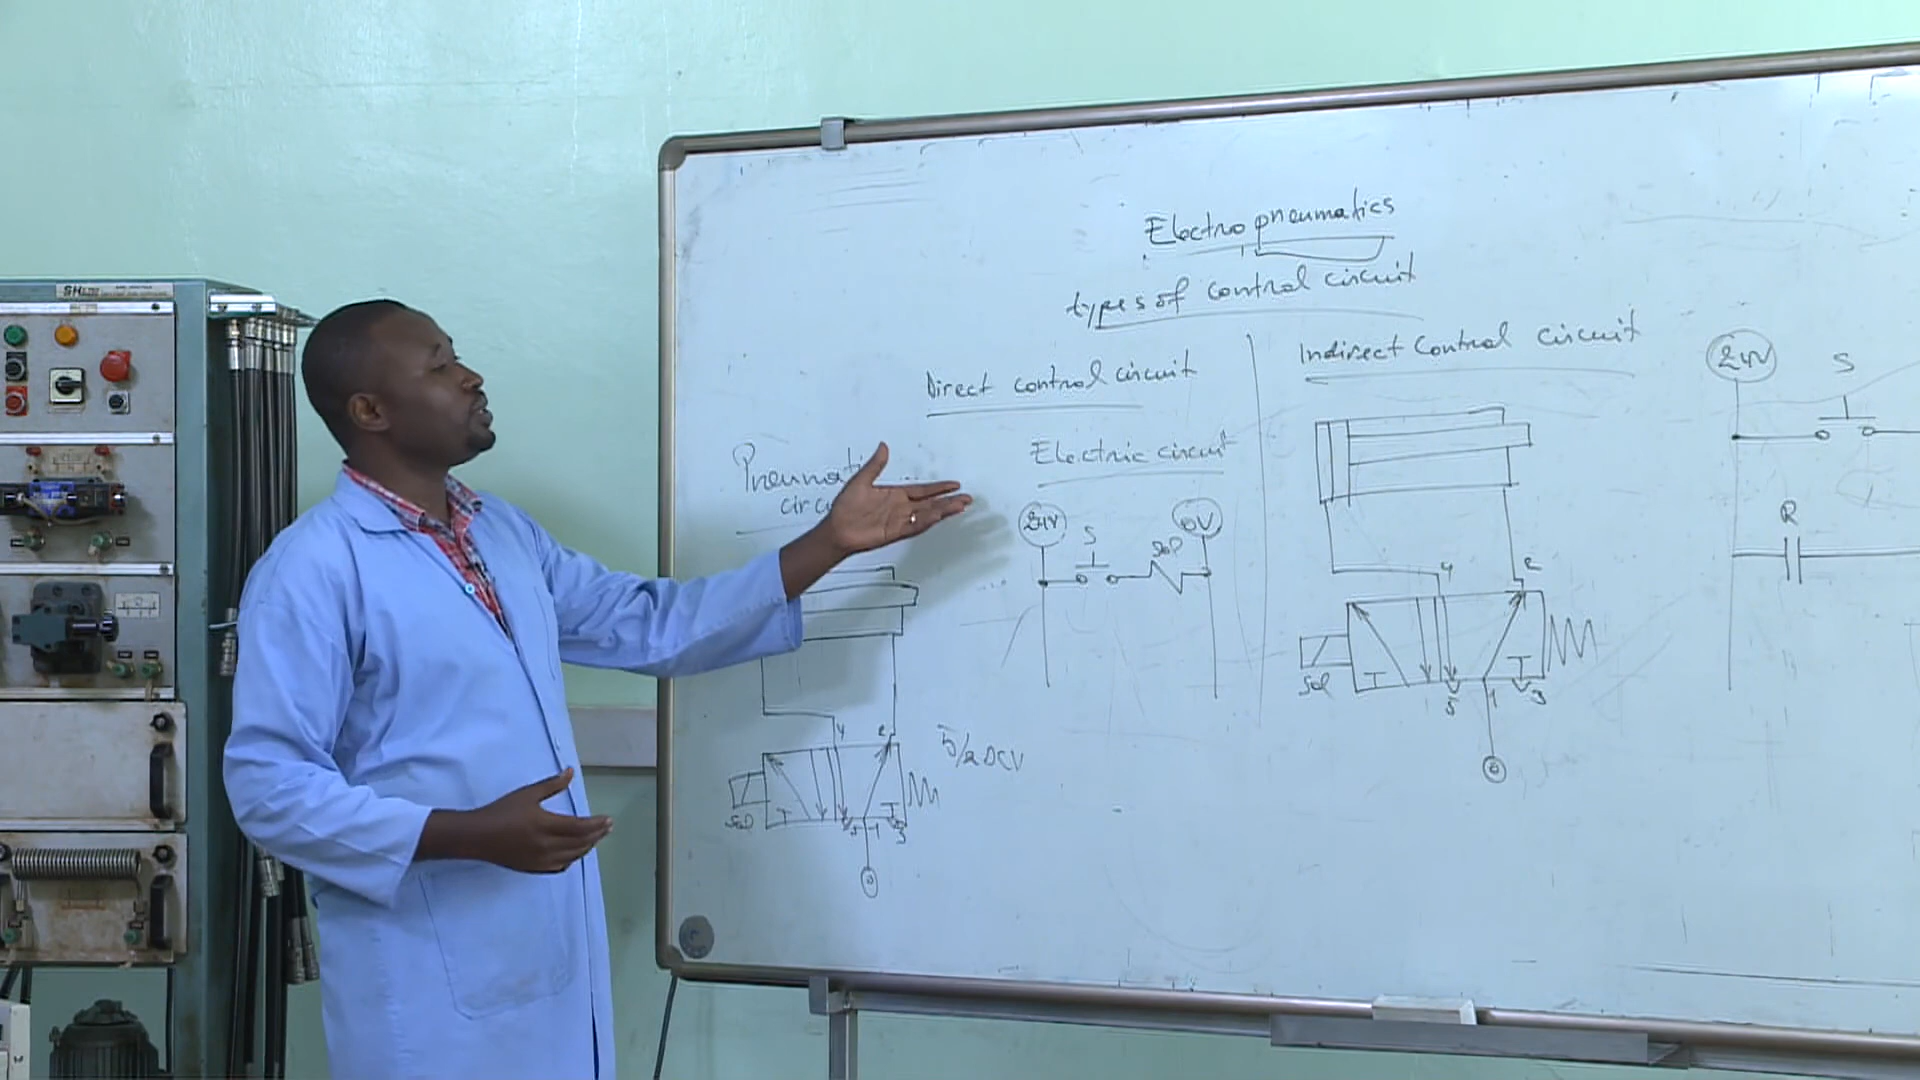 Electropneumatics
types of control circuit
Direct control circuit
Indirect control circuit
Electric circuit
24V
S
Sol
0V
4
2
5/2 DCV
Sol
5
1
3
4
2
Sol
5
1
3
24V
S
R
SH